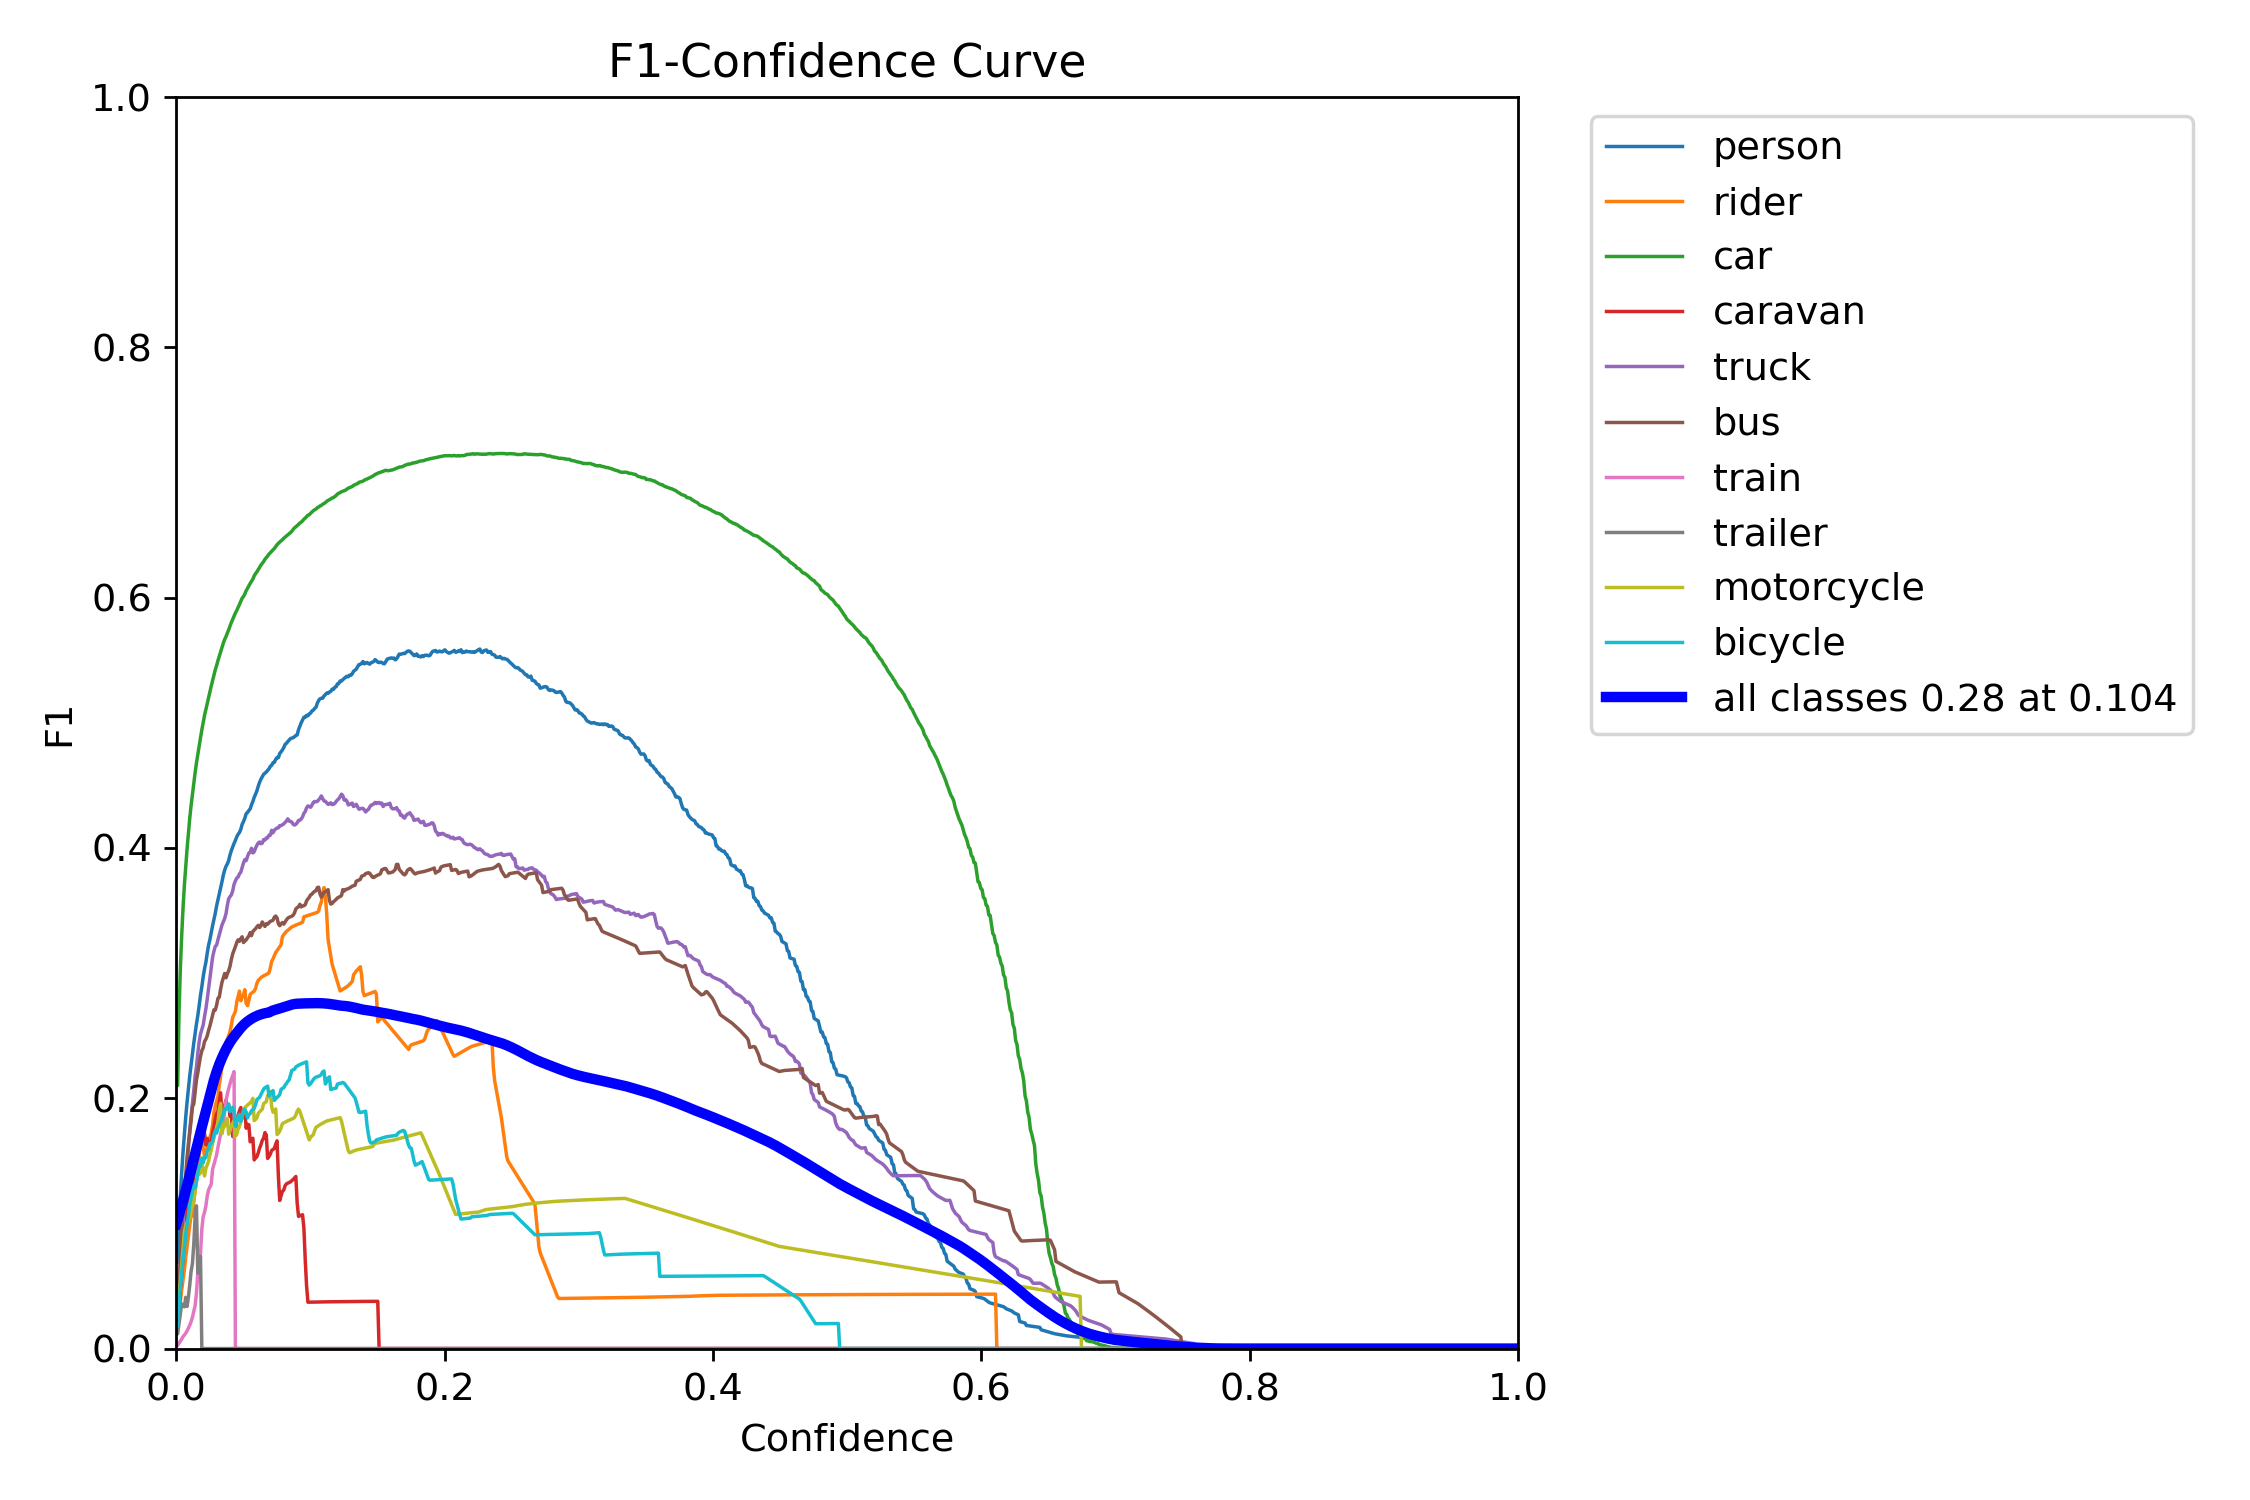 F1-Confidence Curve
1.0
0.8
0.6
0.4
0.2
0.0
F1
0.0 0.2 0.4 0.6 0.8 1.0
Confidence
person
rider
car
caravan
truck
bus
train
trailer
motorcycle
bicycle
all classes 0.28 at 0.104